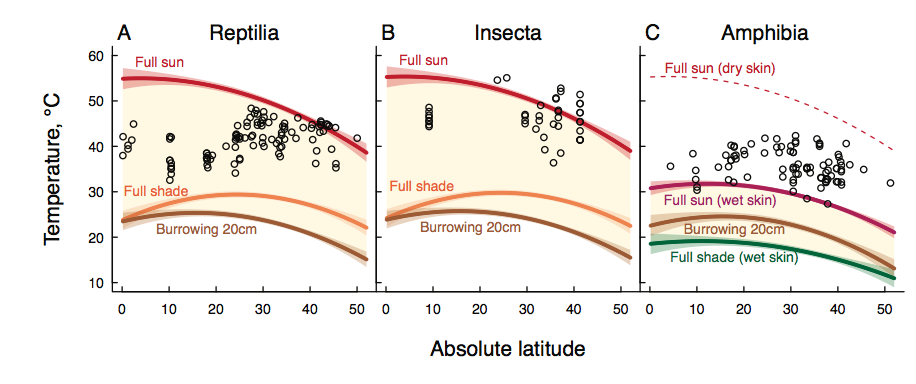 A Reptilia
B Insecta
C Amphibia
Temperature, °C
60
50
40
30
20
10
Full sun
Full shade
Burrowing 20cm
0 10 20 30 40 50
Full sun
Full shade
Burrowing 20cm
0 10 20 30 40 50
Full sun (dry skin)
Full sun (wet skin)
Burrowing 20cm
Full shade (wet skin)
0 10 20 30 40 50
Absolute latitude